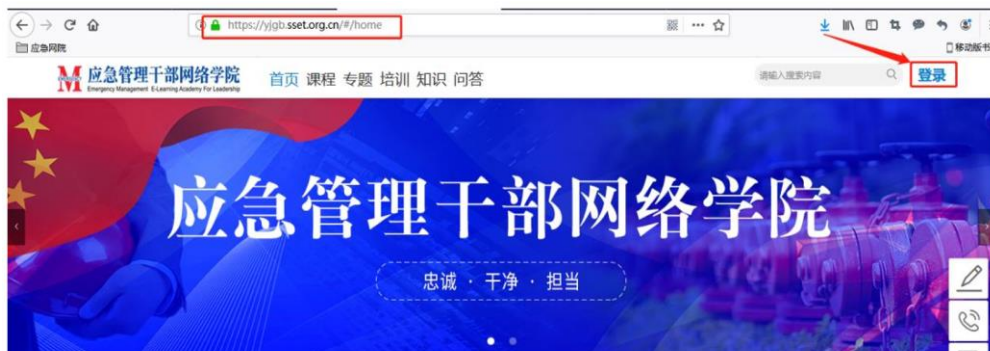 https://yjgb.sset.org.cn/#/home
应急网院
移动版书
应急管理干部网络学院
Emergency Management E-Learning Academy For Leadership
首页 课程 专题 培训 知识 问答
请输入搜索内容
登录
应急管理干部网络学院
忠诚 · 干净 · 担当